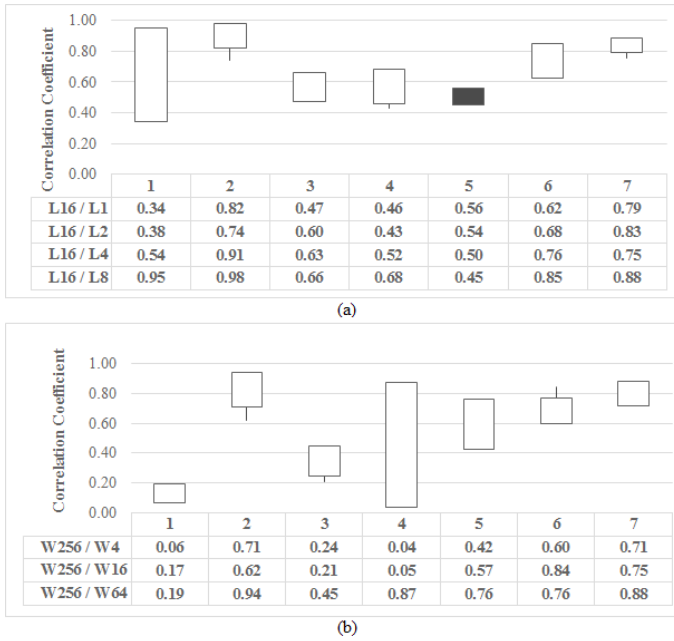 Correlation Coefficient
1.00
0.80
0.60
0.40
0.20
0.00
1 2 3 4 5 6 7
L16 / L1 0.34 0.82 0.47 0.46 0.56 0.62 0.79
L16 / L2 0.38 0.74 0.60 0.43 0.54 0.68 0.83
L16 / L4 0.54 0.91 0.63 0.52 0.50 0.76 0.75
L16 / L8 0.95 0.98 0.66 0.68 0.45 0.85 0.88
(a)
Correlation Coefficient
1.00
0.80
0.60
0.40
0.20
0.00
1 2 3 4 5 6 7
W256 / W4 0.06 0.71 0.24 0.04 0.42 0.60 0.71
W256 / W16 0.17 0.62 0.21 0.05 0.57 0.84 0.75
W256 / W64 0.19 0.94 0.45 0.87 0.76 0.76 0.88
(b)